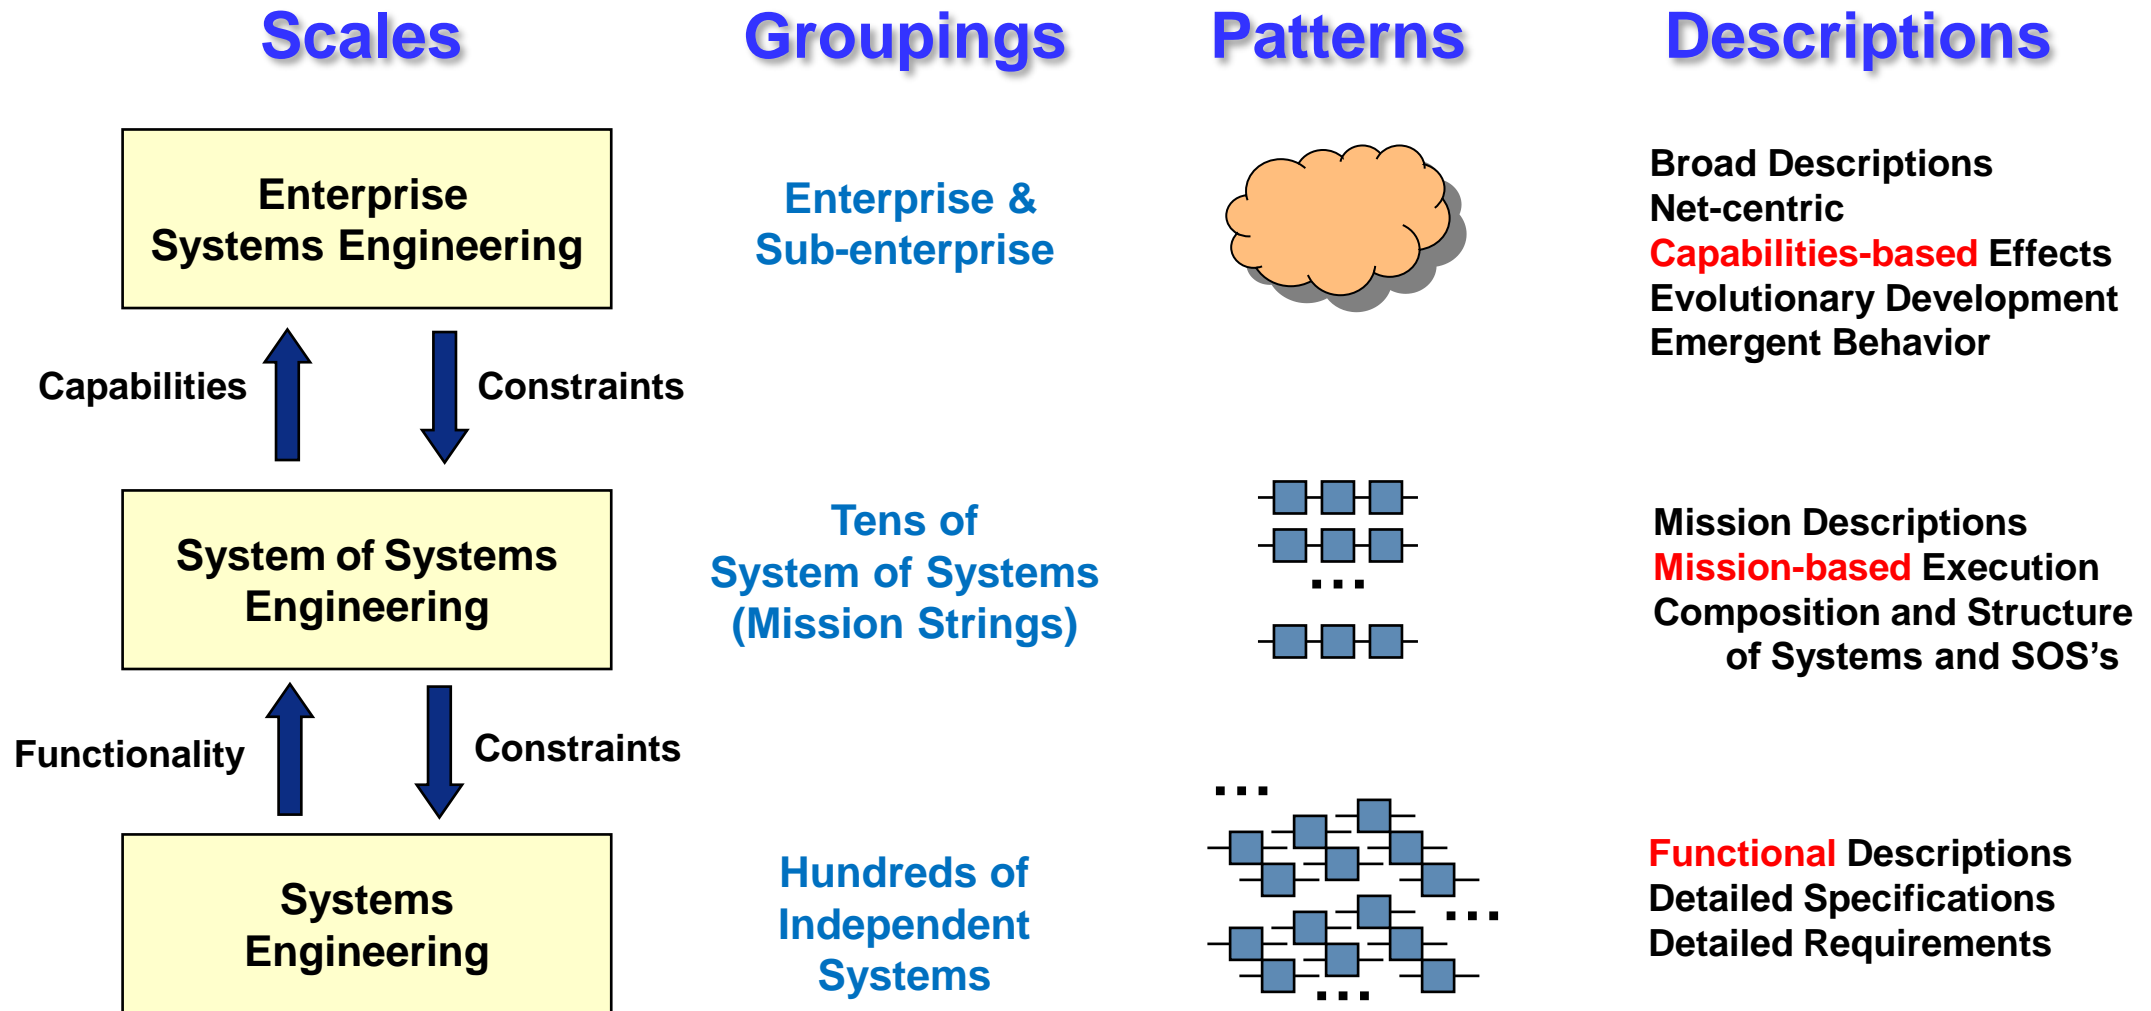 Scales
Groupings
Patterns
Descriptions
Enterprise
Systems Engineering
Enterprise &
Sub-enterprise
Broad Descriptions
Net-centric
Capabilities-based Effects
Evolutionary Development
Emergent Behavior
Capabilities
Constraints
System of Systems
Engineering
Tens of
System of Systems
(Mission Strings)
...
Mission Descriptions
Mission-based Execution
Composition and Structure
of Systems and SOS's
Functionality
Constraints
Systems
Engineering
Hundreds of
Independent
Systems
...
...
...
Functional Descriptions
Detailed Specifications
Detailed Requirements